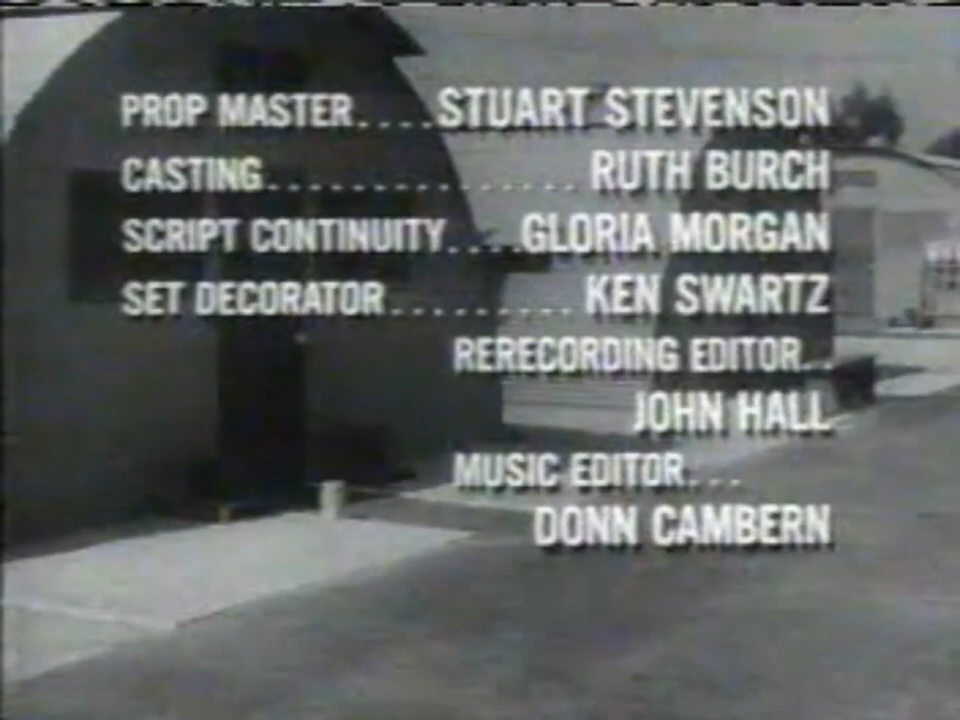 PROP MASTER....STUART STEVENSON
CASTING................RUTH BURCH
SCRIPT CONTINUITY....GLORIA MORGAN
SET DECORATOR..........KEN SWARTZ
RERECORDING EDITOR..
JOHN HALL
MUSIC EDITOR...
DONN CAMBERN